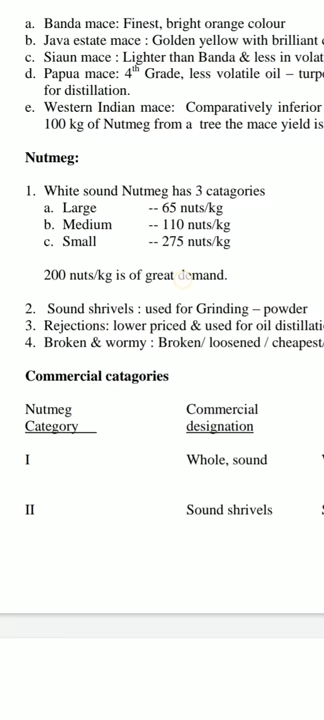 a. Banda mace: Finest, bright orange colour
b. Java estate mace : Golden yellow with brilliant
c. Siaun mace : Lighter than Banda & less in volat
d. Papua mace: 4th Grade, less volatile oil – turp
for distillation.
e. Western Indian mace: Comparatively inferior
100 kg of Nutmeg from a tree the mace yield is
Nutmeg:
1. White sound Nutmeg has 3 catagories
a. Large -- 65 nuts/kg
b. Medium -- 110 nuts/kg
c. Small -- 275 nuts/kg
200 nuts/kg is of great demand.
2. Sound shrivels : used for Grinding – powder
3. Rejections: lower priced & used for oil distillati
4. Broken & wormy : Broken/ loosened / cheapest/
Commercial catagories
Nutmeg Commercial
Category designation
I Whole, sound
II Sound shrivels